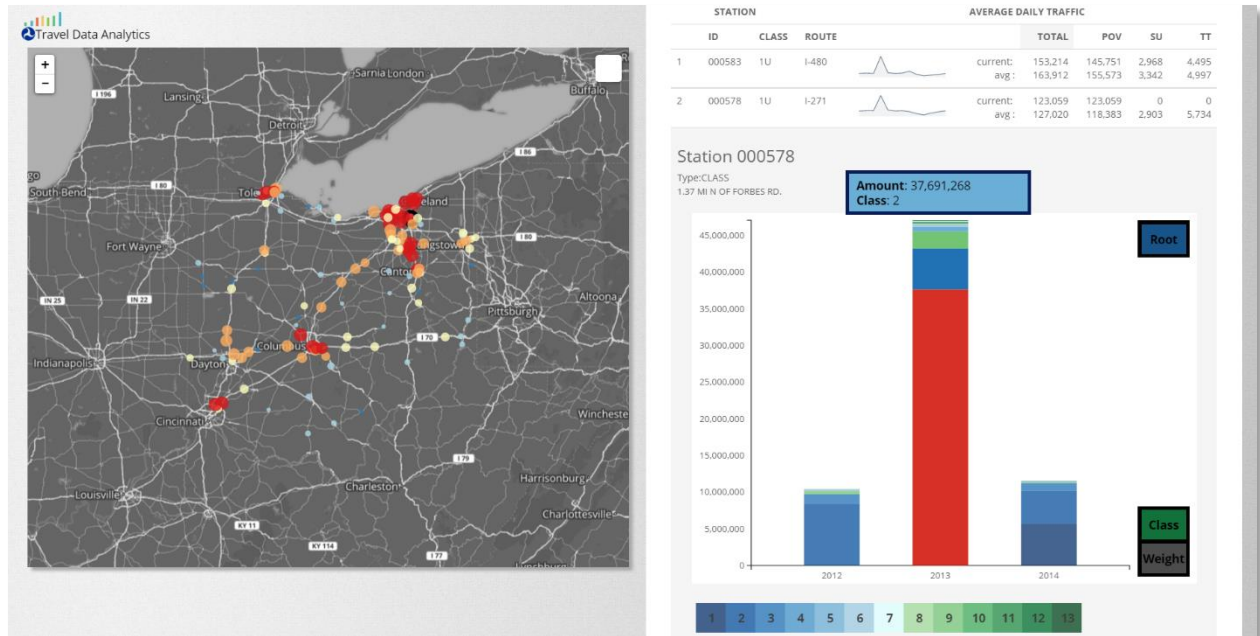 Travel Data Analytics
+
−
Sarnia London
Buffalo
I 196
Lansing
Detroit
I 86
South Bend
I 80
Fort Wayne
I 80
Canton
IN 25
IN 22
Altoona
Pittsburgh
I 70
Columbus
Indianapolis
Dayton
Cincinnati
I 79
Harrisonburg
Charleston
Louisville
Charlottesville
KY 11
KY 114
I 77
STATION AVERAGE DAILY TRAFFIC
ID CLASS ROUTE TOTAL POV SU TT
1 000583 1U I-480 current: 153,214 145,751 2,968 4,495
avg : 163,912 155,573 3,342 4,997
2 000578 1U I-271 current: 123,059 123,059 0 0
avg : 127,020 118,383 2,903 5,734
Station 000578
Type:CLASS
1.37 MI N OF FORBES RD.
Amount: 37,691,268
Class: 2
Root
45,000,000
40,000,000
35,000,000
30,000,000
25,000,000
20,000,000
15,000,000
10,000,000
5,000,000
0
Class
Weight
2012 2013 2014
1 2 3 4 5 6 7 8 9 10 11 12 13